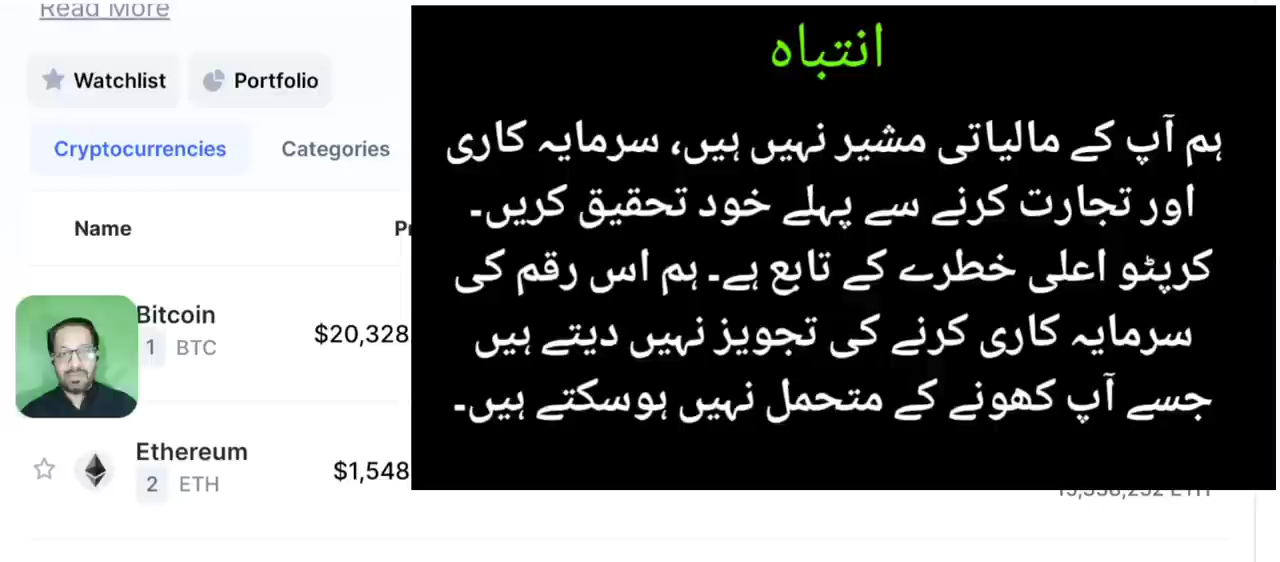 Read More
Watchlist
Portfolio
Cryptocurrencies
Categories
Name
Bitcoin
$20,328
1 BTC
Ethereum
$1,548
2 ETH
انتباہ
ہم آپ کے مالیاتی مشیر نہیں ہیں، سرمایہ کاری
اور تجارت کرنے سے پہلے خود تحقیق کریں۔
کرپٹو اعلی خطرے کے تابع ہے۔ ہم اس رقم کی
سرمایہ کاری کرنے کی تجویز نہیں دیتے ہیں
جسے آپ کھونے کے متحمل نہیں ہوسکتے ہیں۔